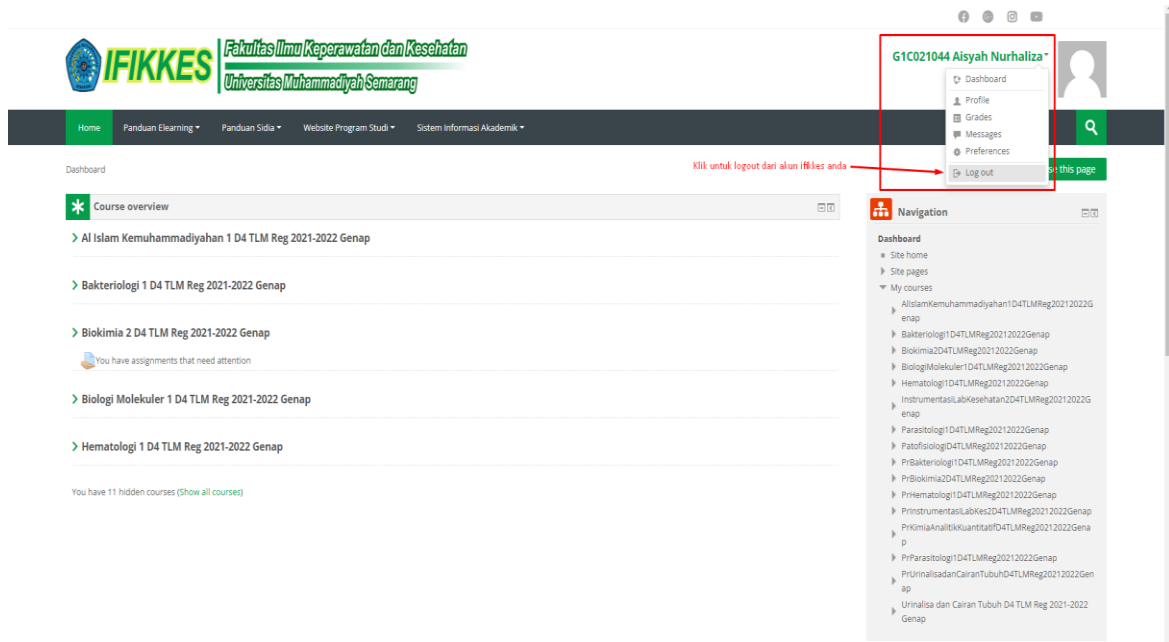 IFIKKES
Fakultas Ilmu Keperawatan dan Kesehatan
Universitas Muhammadiyah Semarang
G1C021044 Aisyah Nurhaliza
Dashboard
Profile
Grades
Messages
Preferences
Log out
Home Panduan Elearning Panduan Sidia Website Program Studi Sistem Informasi Akademik
Dashboard
Klik untuk logout dari akun ifikkes anda
this page
Course overview
Al Islam Kemuhammadiyahan 1 D4 TLM Reg 2021-2022 Genap
Bakteriologi 1 D4 TLM Reg 2021-2022 Genap
Biokimia 2 D4 TLM Reg 2021-2022 Genap
You have assignments that need attention
Biologi Molekuler 1 D4 TLM Reg 2021-2022 Genap
Hematologi 1 D4 TLM Reg 2021-2022 Genap
You have 11 hidden courses (Show all courses)
Navigation
Dashboard
Site home
Site pages
My courses
AlIslamKemuhammadiyahan1D4TLMReg20212022G
enap
Bakteriologi1D4TLMReg20212022Genap
Biokimia2D4TLMReg20212022Genap
BiologiMolekuler1D4TLMReg20212022Genap
Hematologi1D4TLMReg20212022Genap
InstrumentasiLabKesehatan2D4TLMReg20212022G
enap
Parasitologi1D4TLMReg20212022Genap
PatofisiologiD4TLMReg20212022Genap
PrBakteriologi1D4TLMReg20212022Genap
PrBiokimia2D4TLMReg20212022Genap
PrHematologi1D4TLMReg20212022Genap
PrInstrumentasiLabKes2D4TLMReg20212022Genap
PrKimiaAnalitikKuantitatifD4TLMReg20212022Gena
p
PrParasitologi1D4TLMReg20212022Genap
PrUrinalisadanCairanTubuhD4TLMReg20212022Gen
ap
Urinalisa dan Cairan Tubuh D4 TLM Reg 2021-2022
Genap